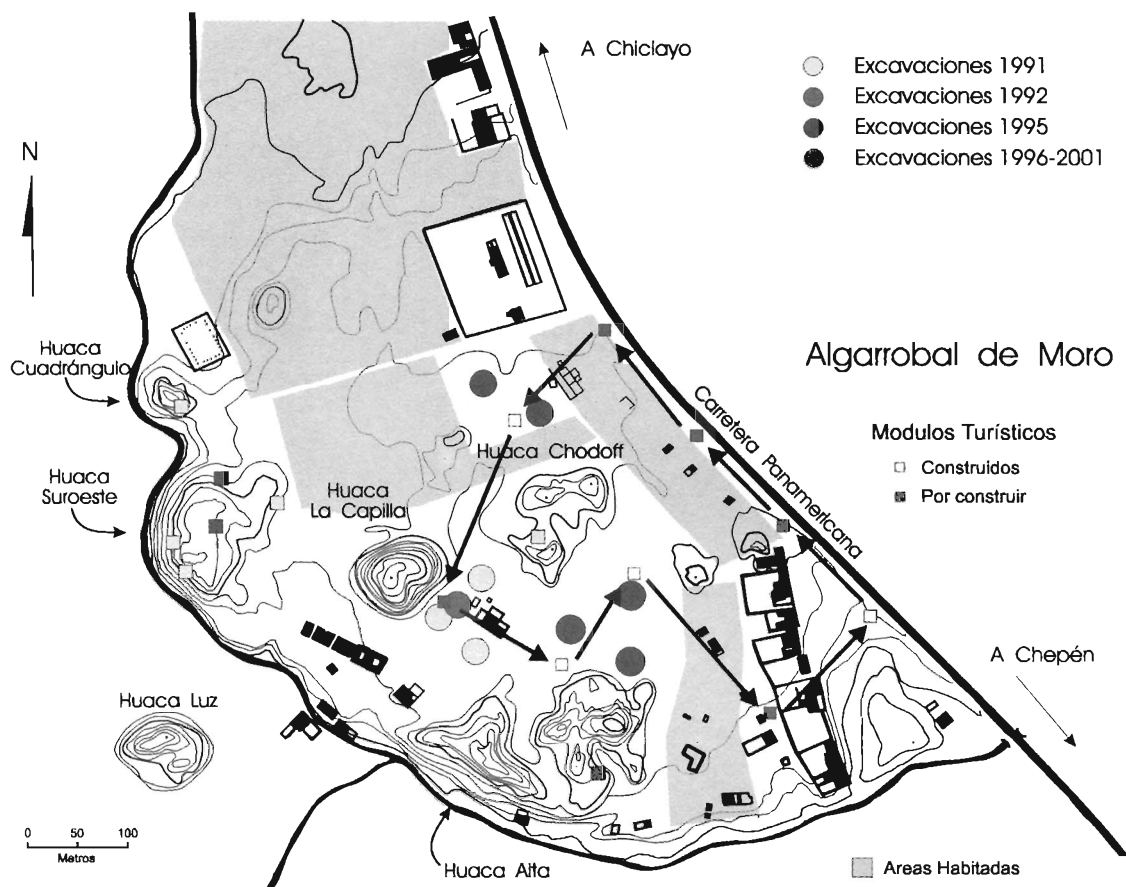 A Chiclayo
Excavaciones 1991
Excavaciones 1992
Excavaciones 1995
Excavaciones 1996-2001
N
Huaca
Cuadrángulo
Algarrobal de Moro
Carretera Panamericana
Modulos Turísticos
Construidos
Por construir
Huaca Chodoff
Huaca
Suroeste
Huaca
La Capilla
A Chepén
Huaca Luz
0 50 100
Metros
Huaca Alta
Areas Habitadas